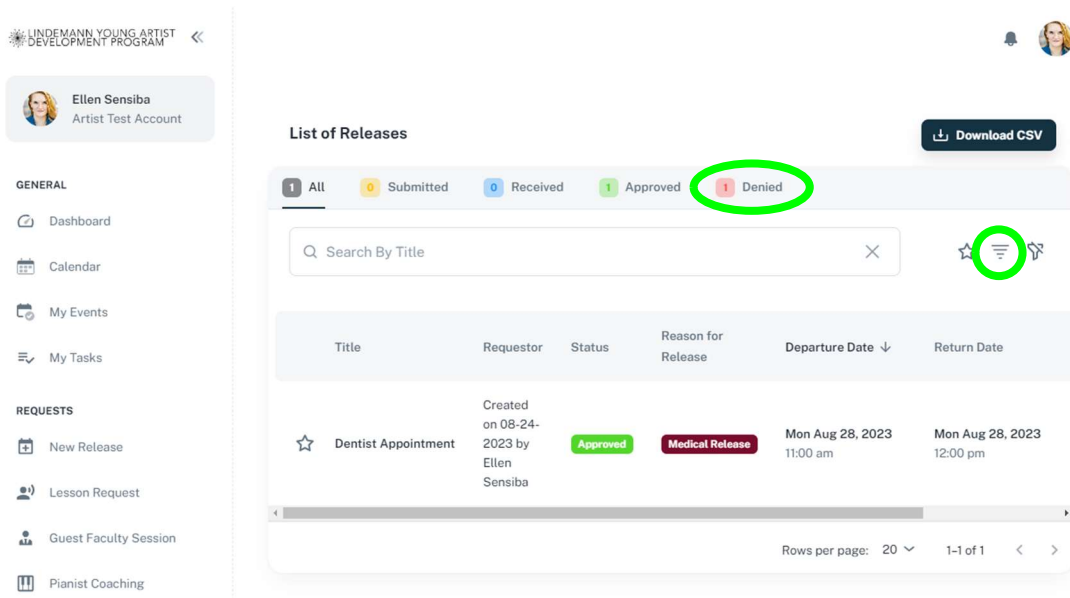 LINDEMANN YOUNG ARTIST
DEVELOPMENT PROGRAM
Ellen Sensiba
Artist Test Account
GENERAL
Dashboard
Calendar
My Events
My Tasks
REQUESTS
New Release
Lesson Request
Guest Faculty Session
Pianist Coaching
List of Releases
Download CSV
1 All
0 Submitted
0 Received
1 Approved
1 Denied
Search By Title
Title
Requestor
Status
Reason for
Release
Departure Date
Return Date
Dentist Appointment
Created
on 08-24-
2023 by
Ellen
Sensiba
Approved
Medical Release
Mon Aug 28, 2023
11:00 am
Mon Aug 28, 2023
12:00 pm
Rows per page: 20
1–1 of 1